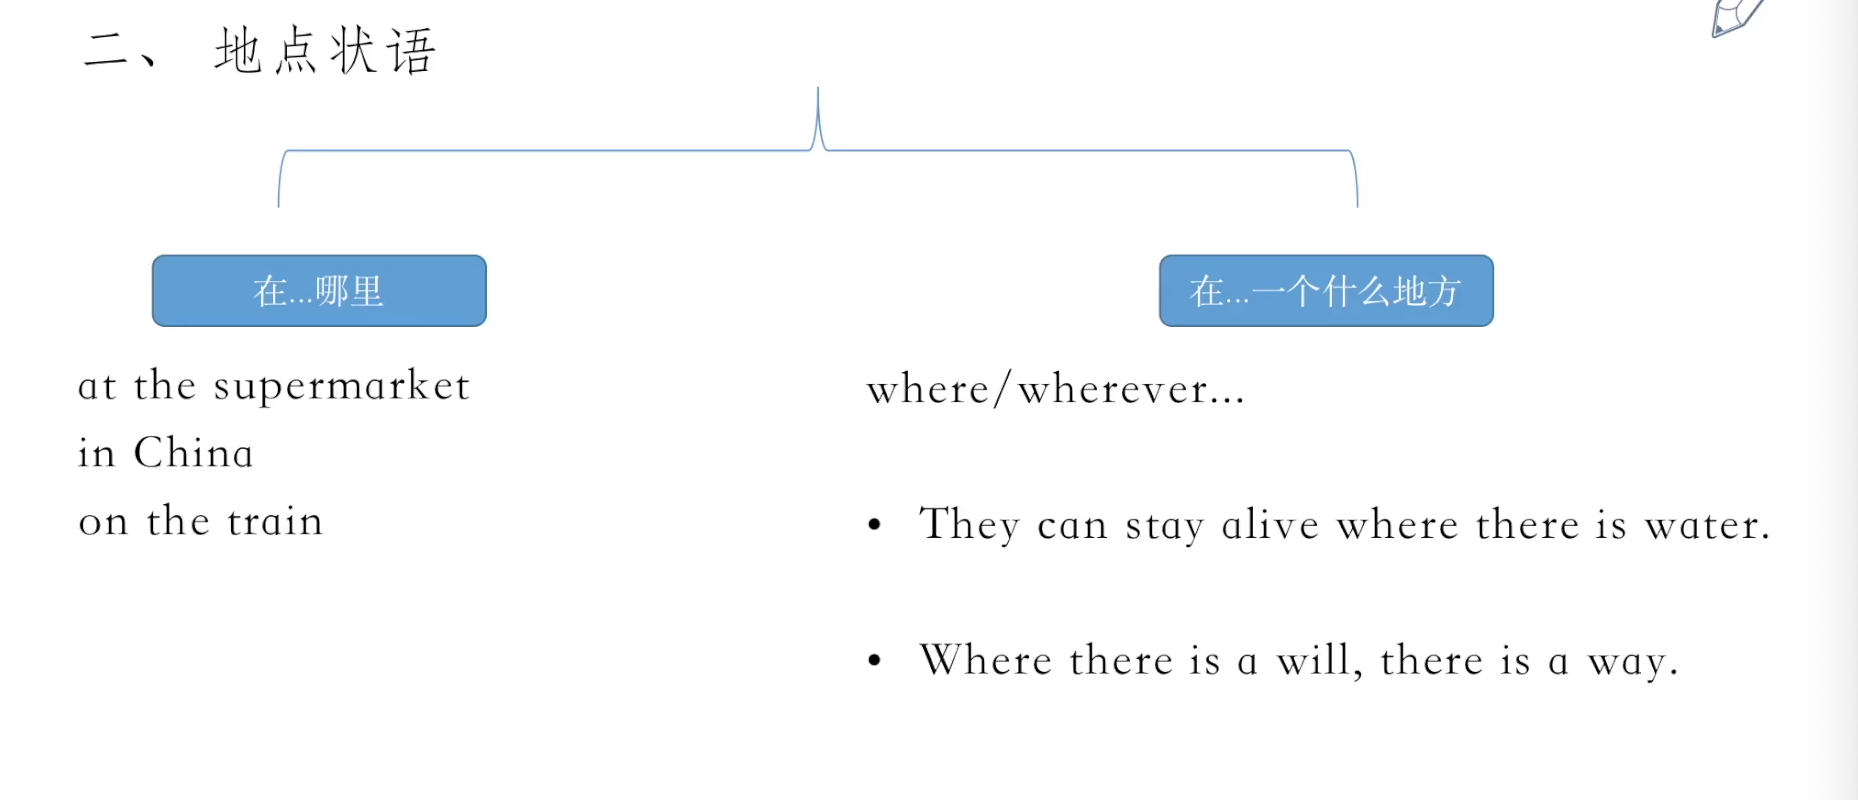 二、 地点状语
在...哪里
at the supermarket
in China
on the train
在...一个什么地方
where/wherever...
• They can stay alive where there is water.
• Where there is a will, there is a way.